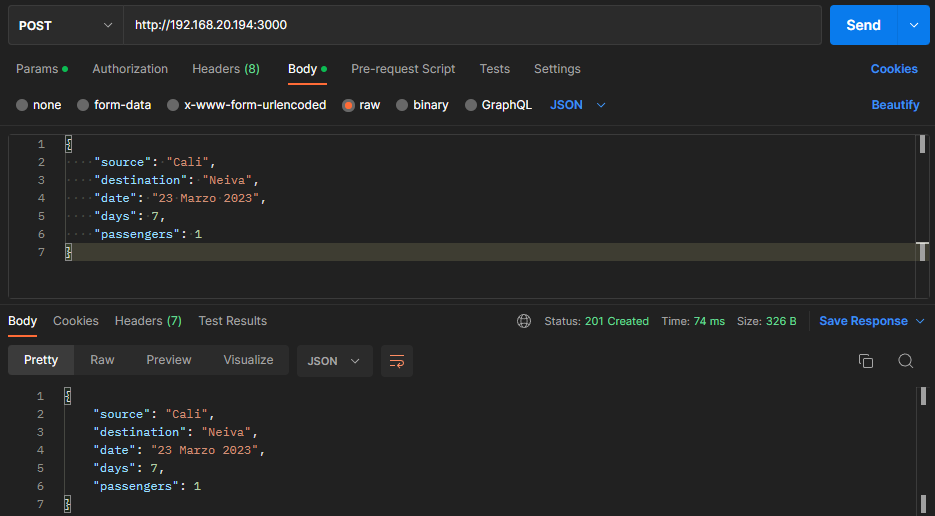 POST http://192.168.20.194:3000 Send
Params Authorization Headers (8) Body Pre-request Script Tests Settings Cookies
none form-data x-www-form-urlencoded raw binary GraphQL JSON Beautify
1 {
2 "source": "Cali",
3 "destination": "Neiva",
4 "date": "23 Marzo 2023",
5 "days": 7,
6 "passengers": 1
7 }
Body Cookies Headers (7) Test Results Status: 201 Created Time: 74 ms Size: 326 B Save Response
Pretty Raw Preview Visualize JSON
1 {
2 "source": "Cali",
3 "destination": "Neiva",
4 "date": "23 Marzo 2023",
5 "days": 7,
6 "passengers": 1
7 }